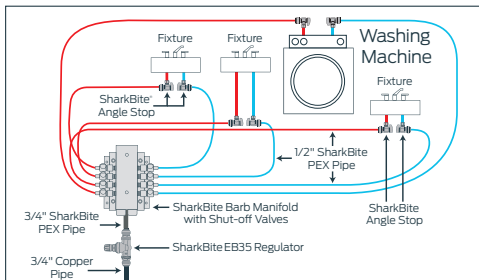 Fixture
Fixture
Washing
Machine
Fixture
SharkBite®
Angle Stop
1/2" SharkBite
PEX Pipe
SharkBite Barb Manifold
with Shut-off Valves
SharkBite
Angle Stop
3/4" SharkBite
PEX Pipe
SharkBite EB35 Regulator
3/4" Copper
Pipe